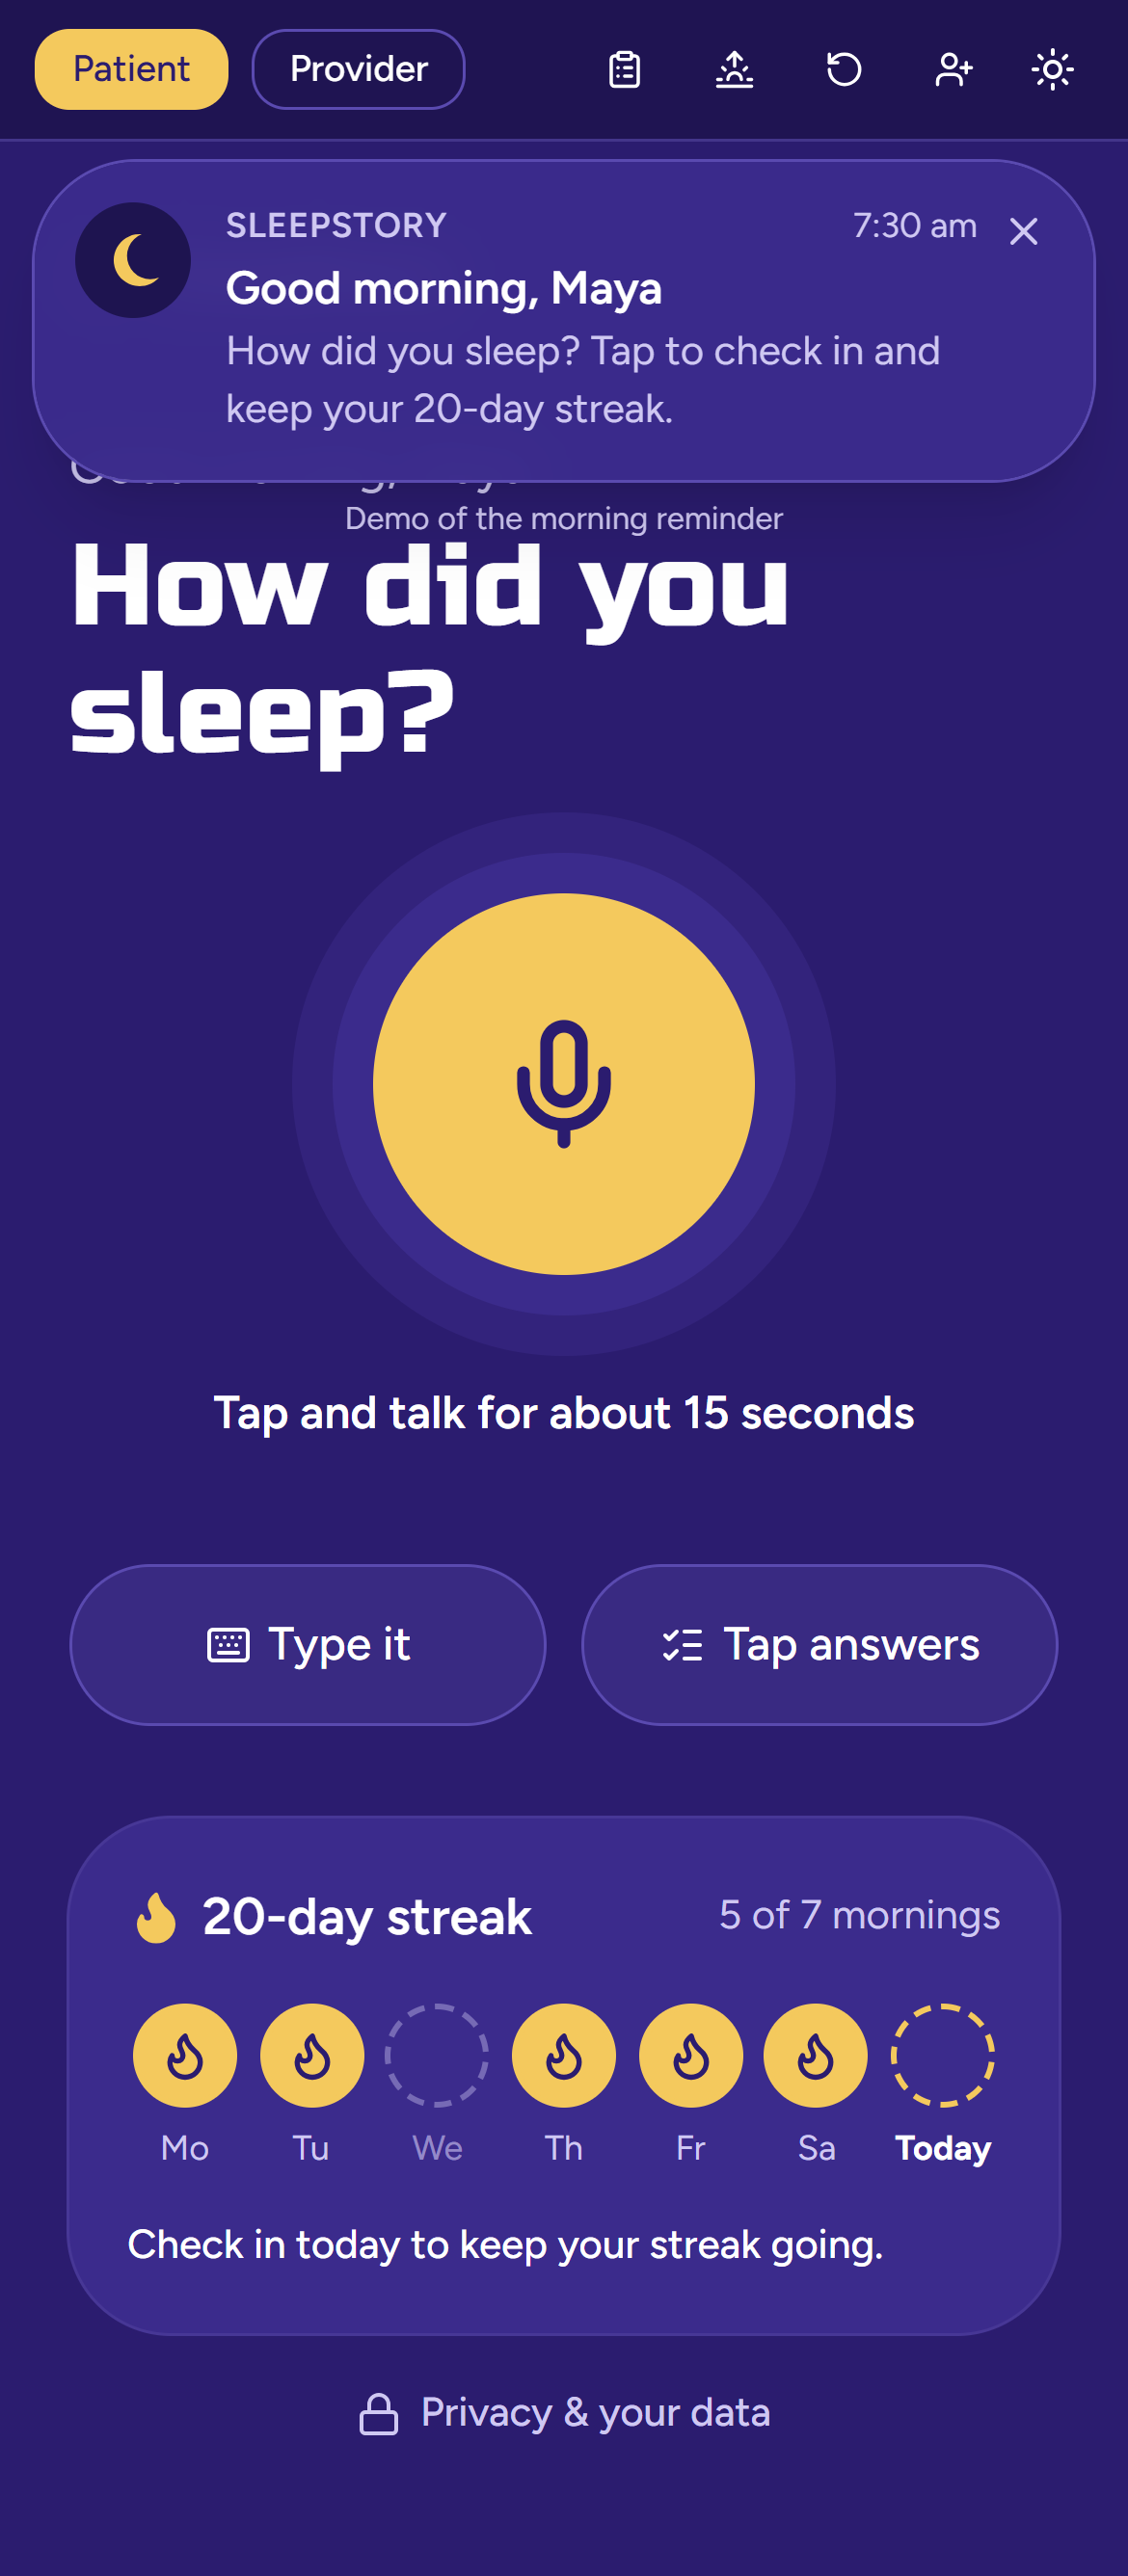 Patient
Provider
SLEEPSTORY
7:30 am
Good morning, Maya
How did you sleep? Tap to check in and
keep your 20-day streak.
Demo of the morning reminder
How did you
sleep?
Tap and talk for about 15 seconds
Type it
Tap answers
20-day streak
5 of 7 mornings
Mo
Tu
We
Th
Fr
Sa
Today
Check in today to keep your streak going.
Privacy & your data